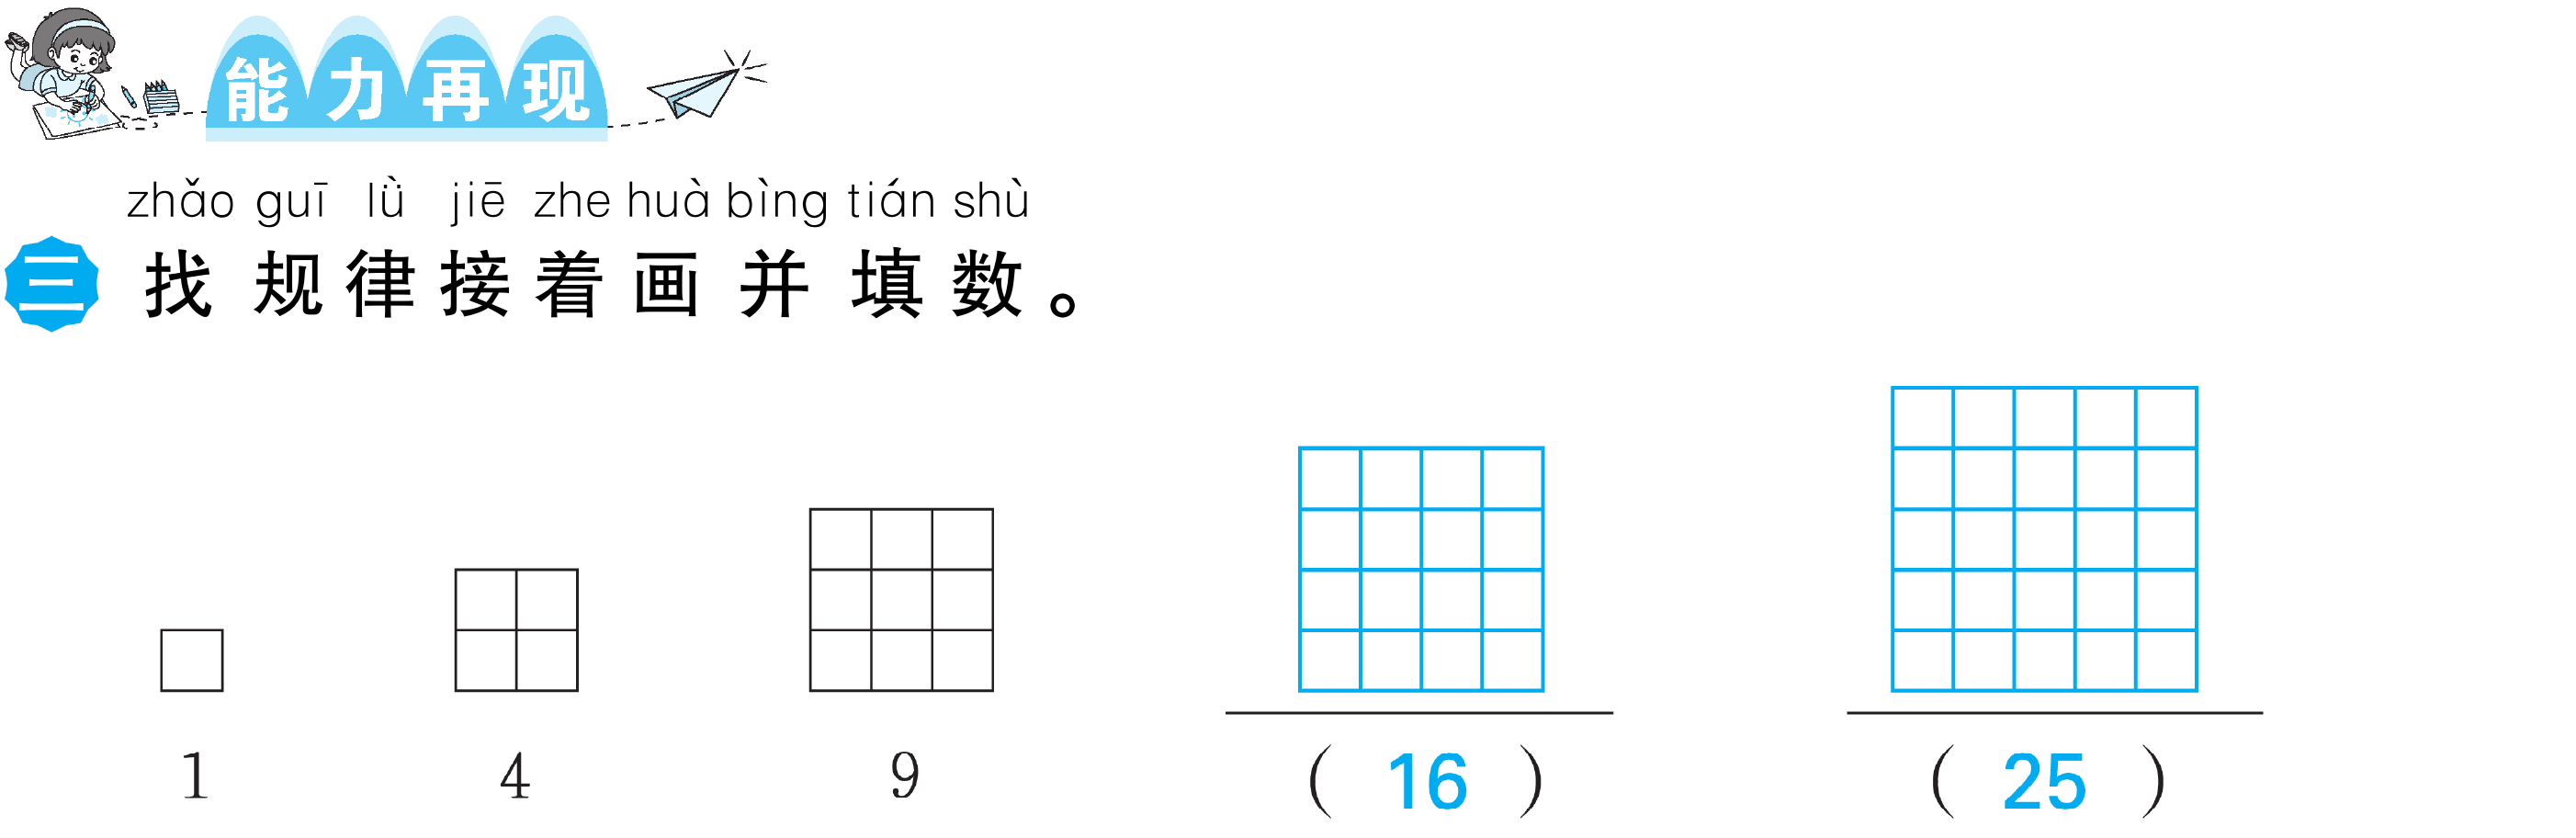 能力再现
zhǎo guī lǜ jiē zhe huà bìng tián shù
三 找规律接着画并填数。
1 4 9 ( 16 ) ( 25 )